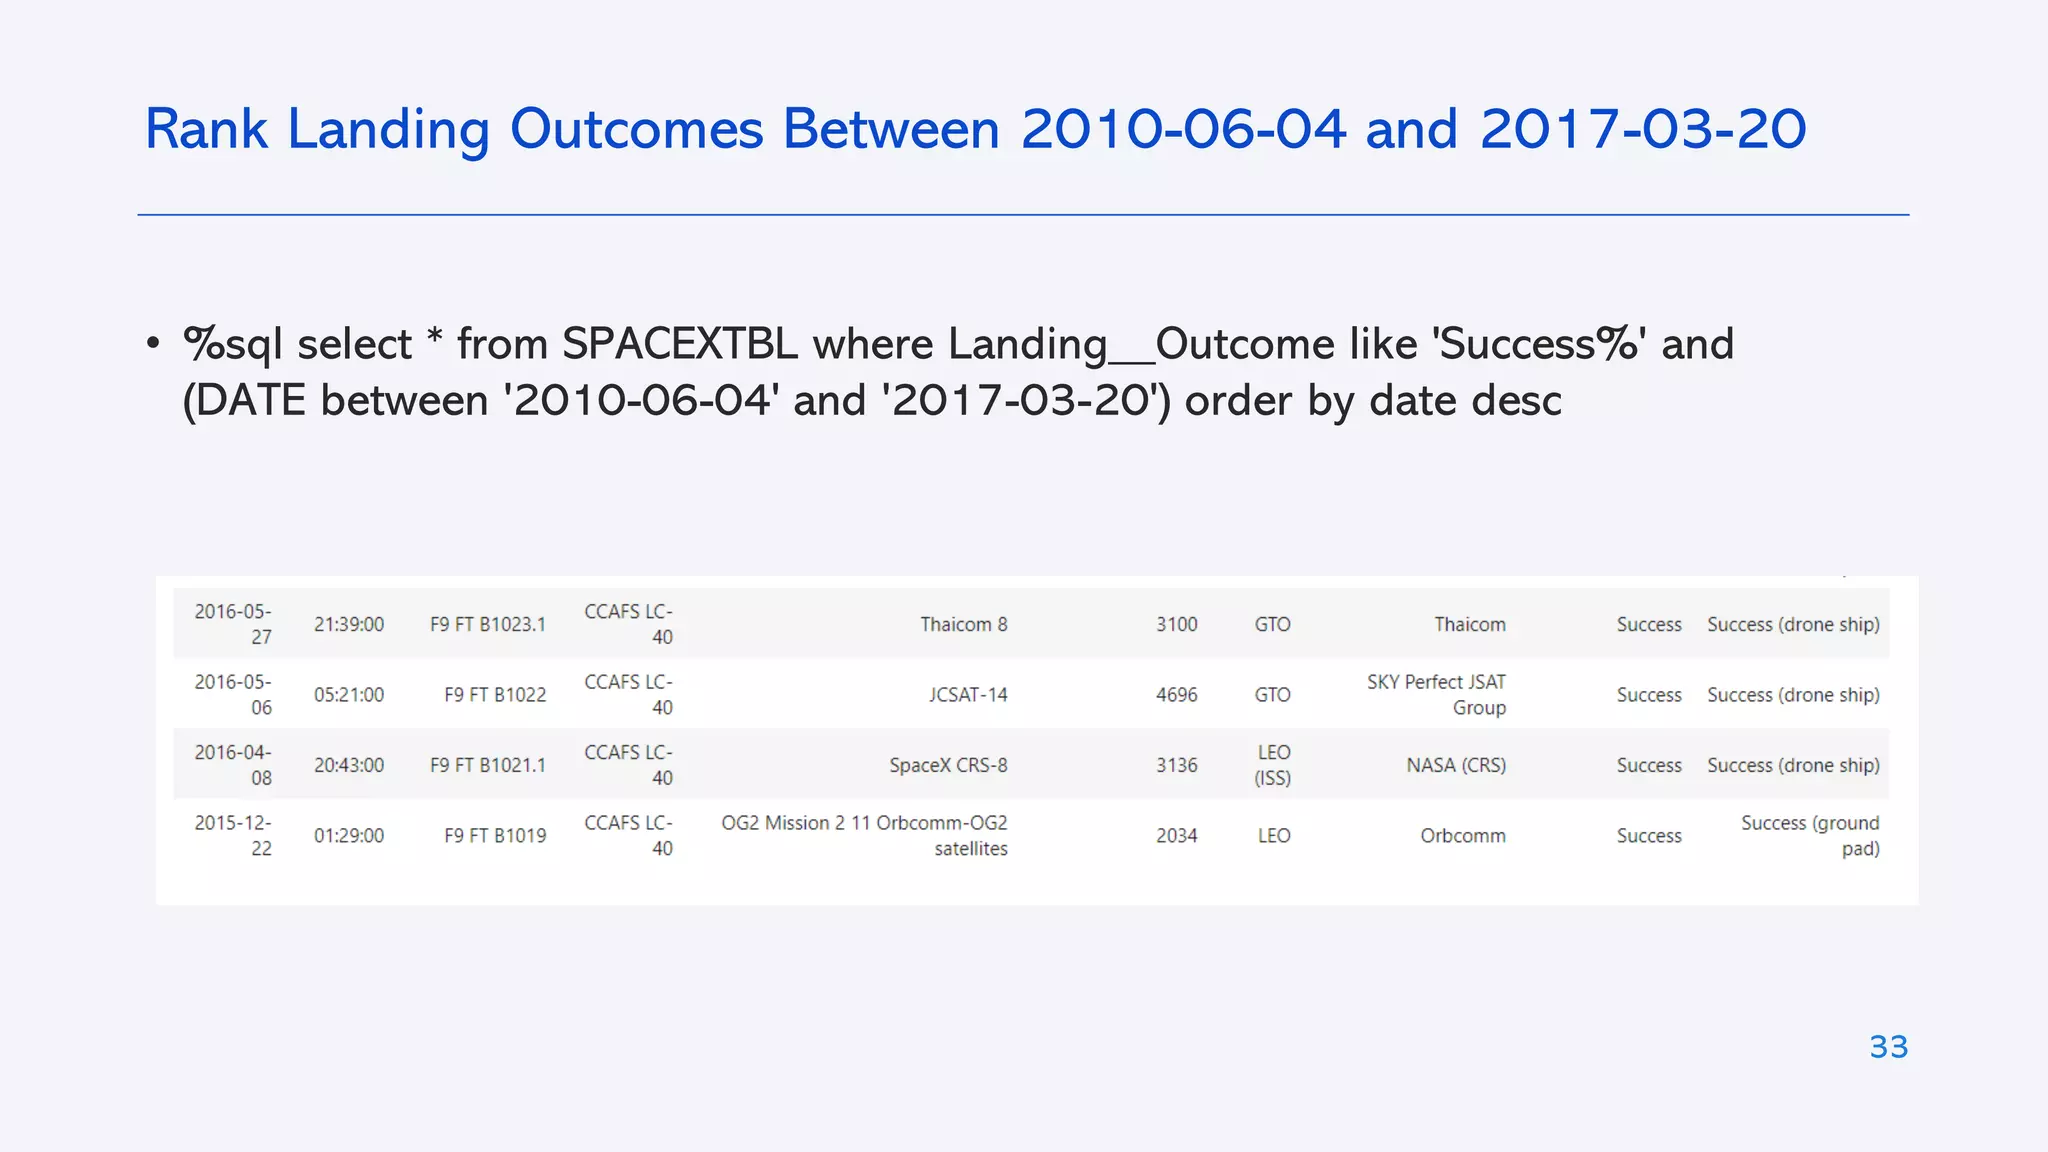 Rank Landing Outcomes Between 2010-06-04 and 2017-03-20
• %sql select * from SPACEXTBL where Landing__Outcome like 'Success%' and
(DATE between '2010-06-04' and '2017-03-20') order by date desc
2016-05-27 21:39:00 F9 FT B1023.1 CCAFS LC-40 Thaicom 8 3100 GTO Thaicom Success Success (drone ship)
2016-05-06 05:21:00 F9 FT B1022 CCAFS LC-40 JCSAT-14 4696 GTO SKY Perfect JSAT Group Success Success (drone ship)
2016-04-08 20:43:00 F9 FT B1021.1 CCAFS LC-40 SpaceX CRS-8 3136 LEO (ISS) NASA (CRS) Success Success (drone ship)
2015-12-22 01:29:00 F9 FT B1019 CCAFS LC-40 OG2 Mission 2 11 Orbcomm-OG2 satellites 2034 LEO Orbcomm Success Success (ground pad)
33